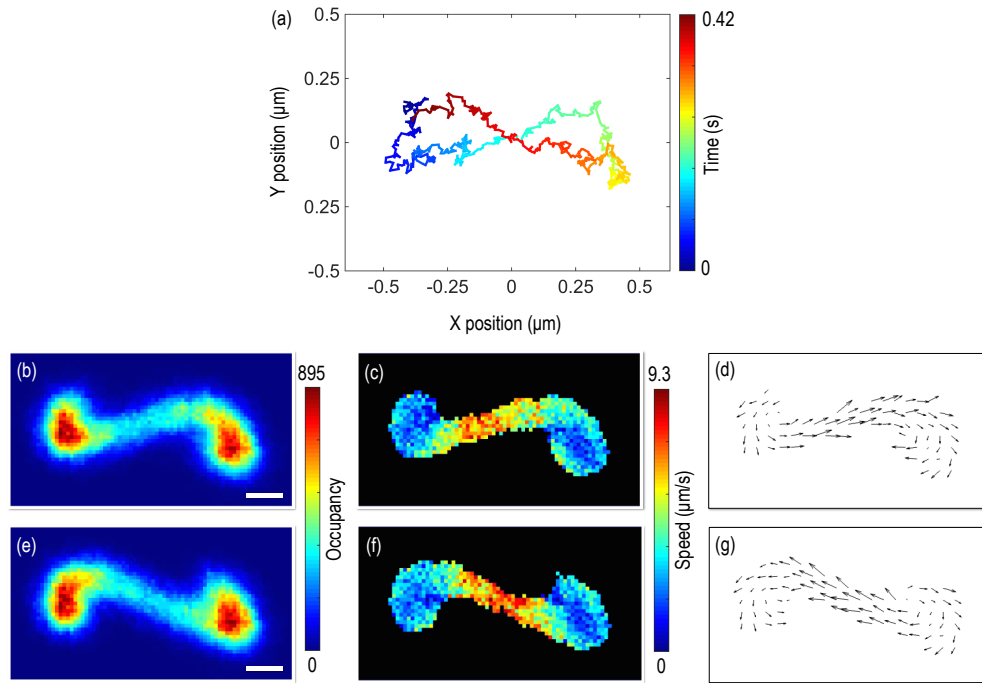 (a)
0.5
0.25
0
0.25
-0.5
-0.5 -0.25 0 0.25 0.5
X position (µm)
Y position (µm)
0.42
0
Time (s)
(b)
895
0
Occupancy
(c)
9.3
0
Speed (µm/s)
(d)
(e)
(f)
(g)